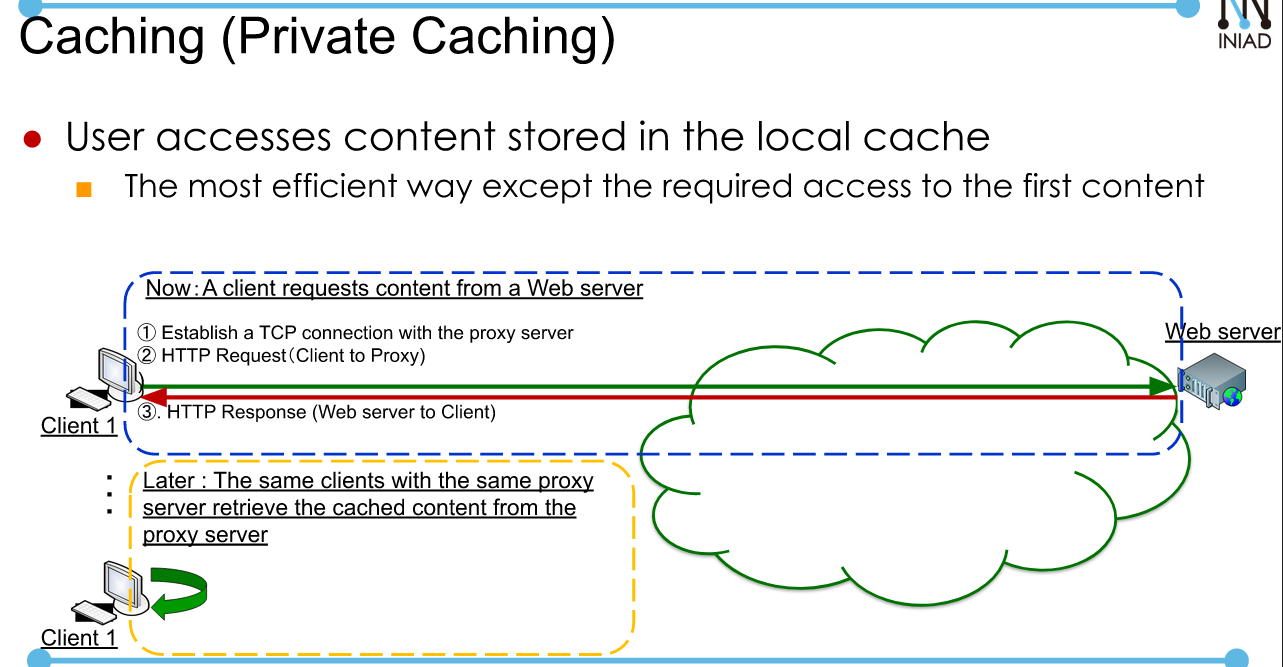 Caching (Private Caching)
INIAD
● User accesses content stored in the local cache
■ The most efficient way except the required access to the first content
Now：A client requests content from a Web server
① Establish a TCP connection with the proxy server
② HTTP Request（Client to Proxy)
③. HTTP Response (Web server to Client)
Web server
Client 1
Later : The same clients with the same proxy
server retrieve the cached content from the
proxy server
Client 1